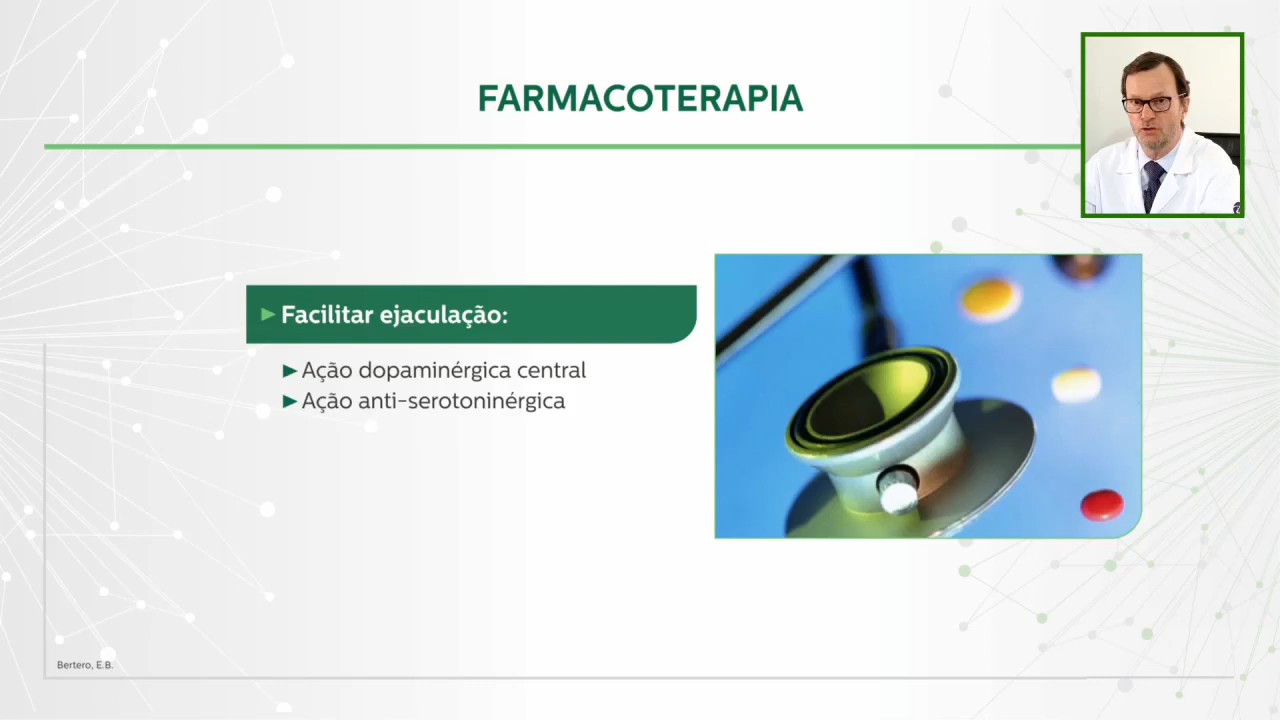 FARMACOTERAPIA
Facilitar ejaculação:
Ação dopaminérgica central
Ação anti-serotoninérgica
Bertero, E.B.